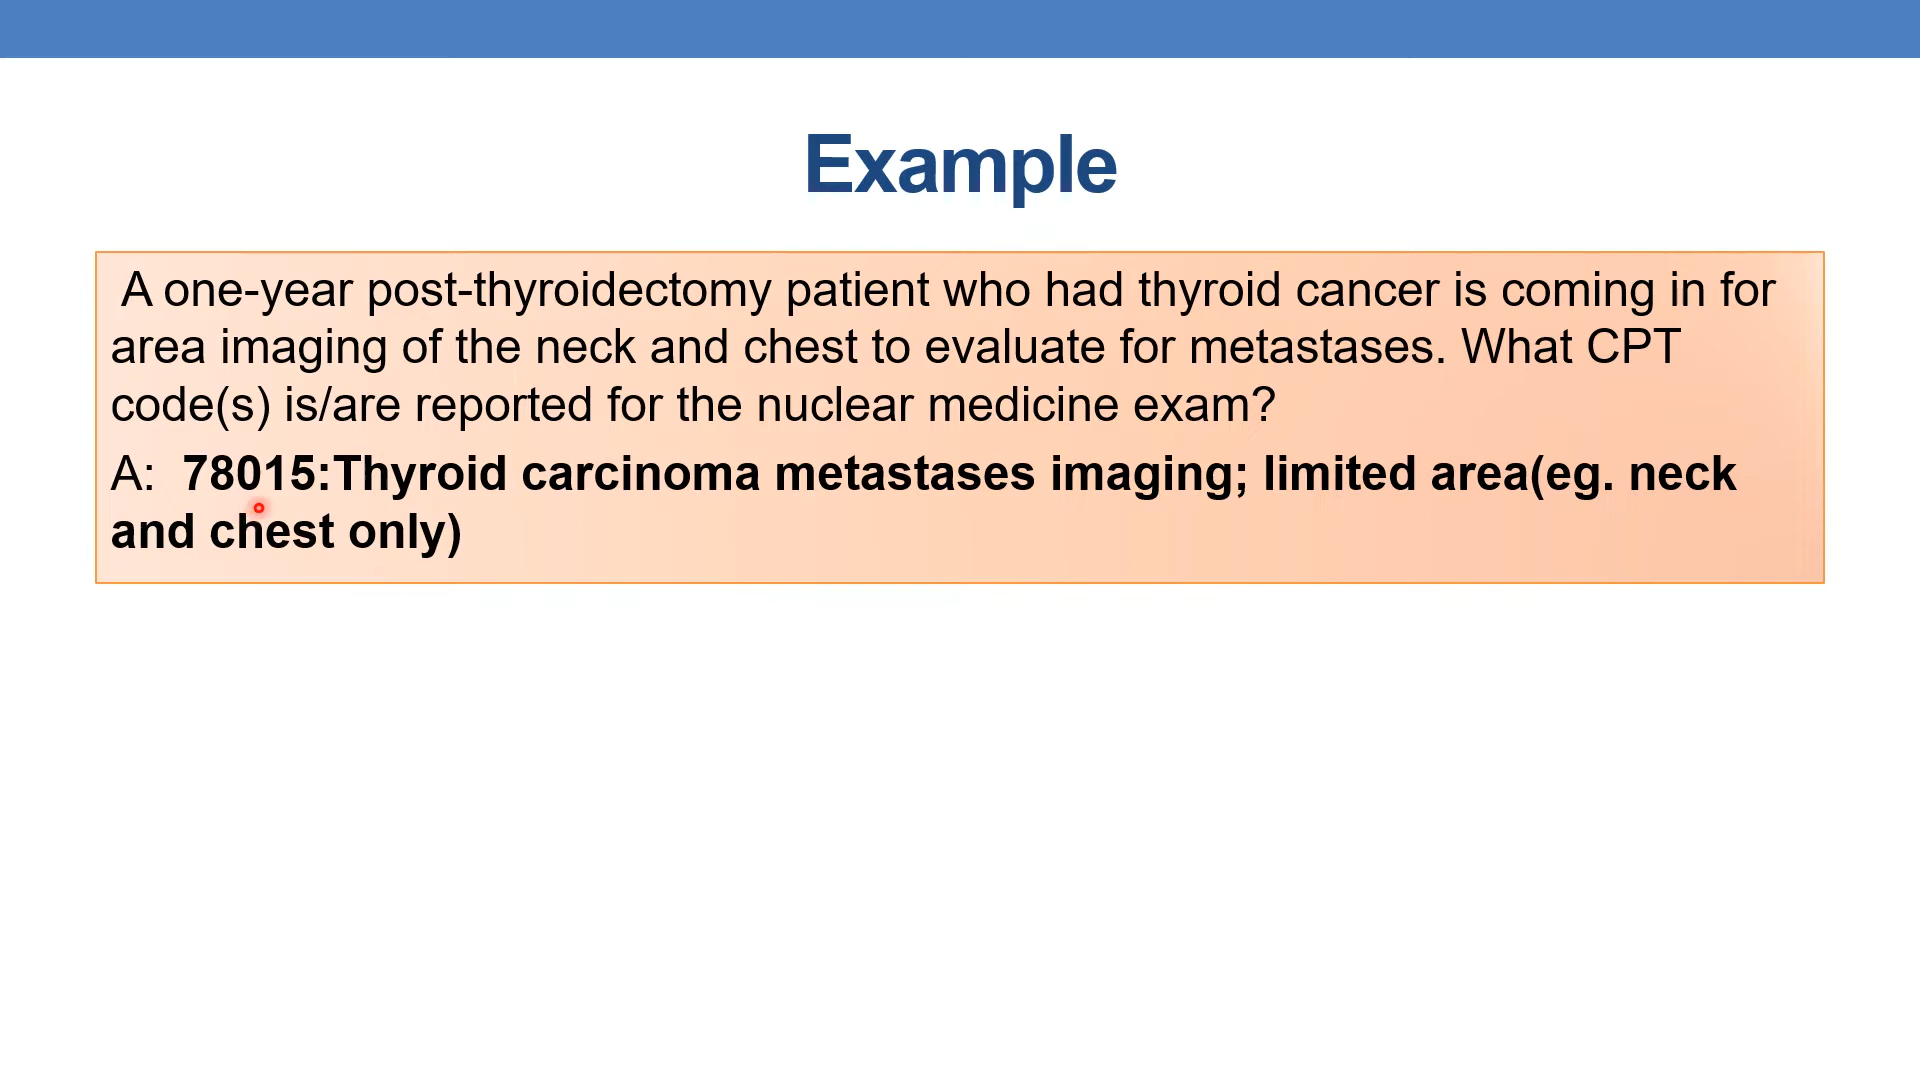 Example
A one-year post-thyroidectomy patient who had thyroid cancer is coming in for
area imaging of the neck and chest to evaluate for metastases. What CPT
code(s) is/are reported for the nuclear medicine exam?
A: 78015:Thyroid carcinoma metastases imaging; limited area(eg. neck
and chest only)